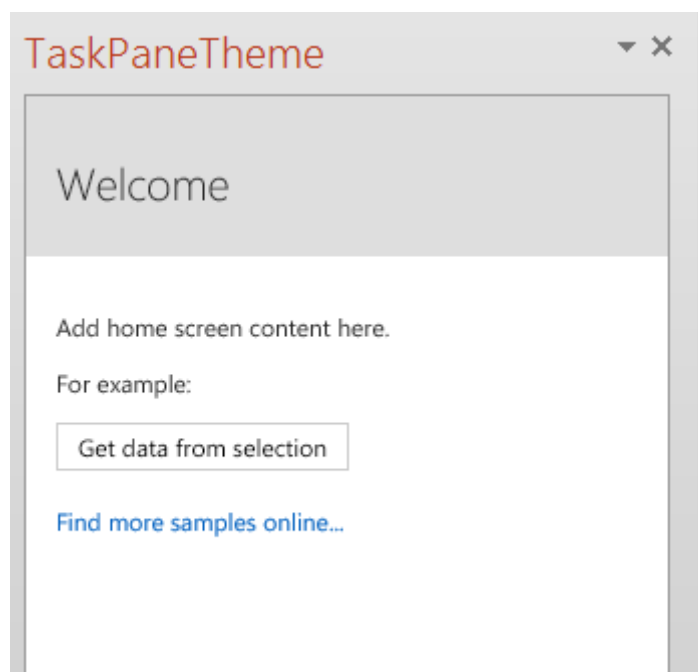 TaskPaneTheme
Welcome
Add home screen content here.
For example:
Get data from selection
Find more samples online...